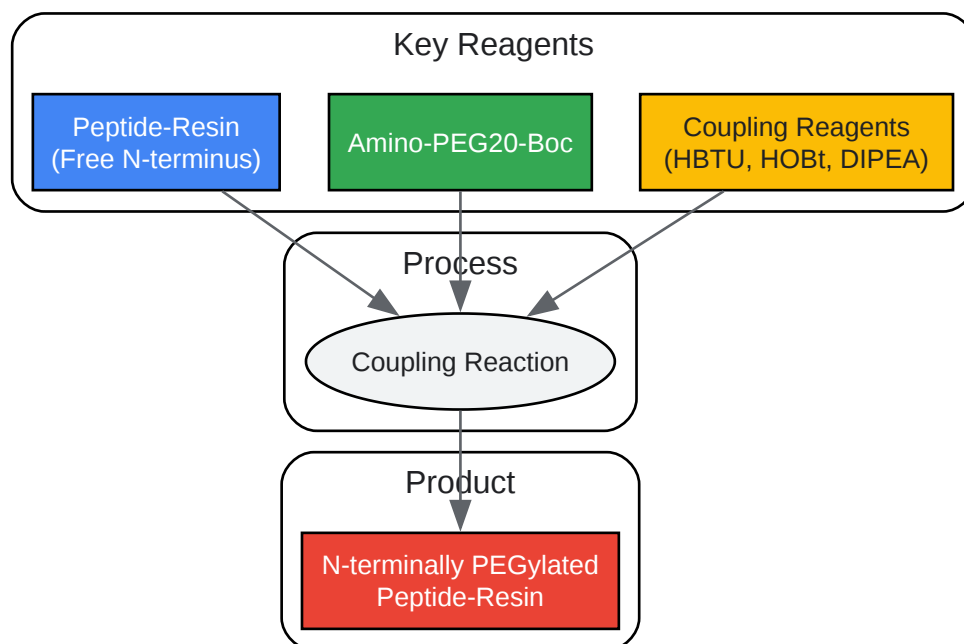 Key Reagents
Peptide-Resin
(Free N-terminus)
Amino-PEG20-Boc
Coupling Reagents
(HBTU, HOBt, DIPEA)
Process
Coupling Reaction
Product
N-terminally PEGylated
Peptide-Resin